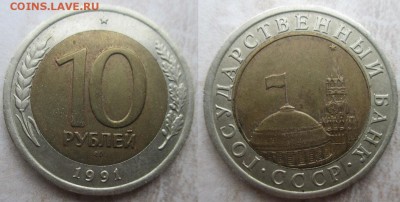 COINS.LAVE.RU
10
РУБЛЕЙ
1991
ГОСУДАРСТВЕННЫЙ БАНК
СССР